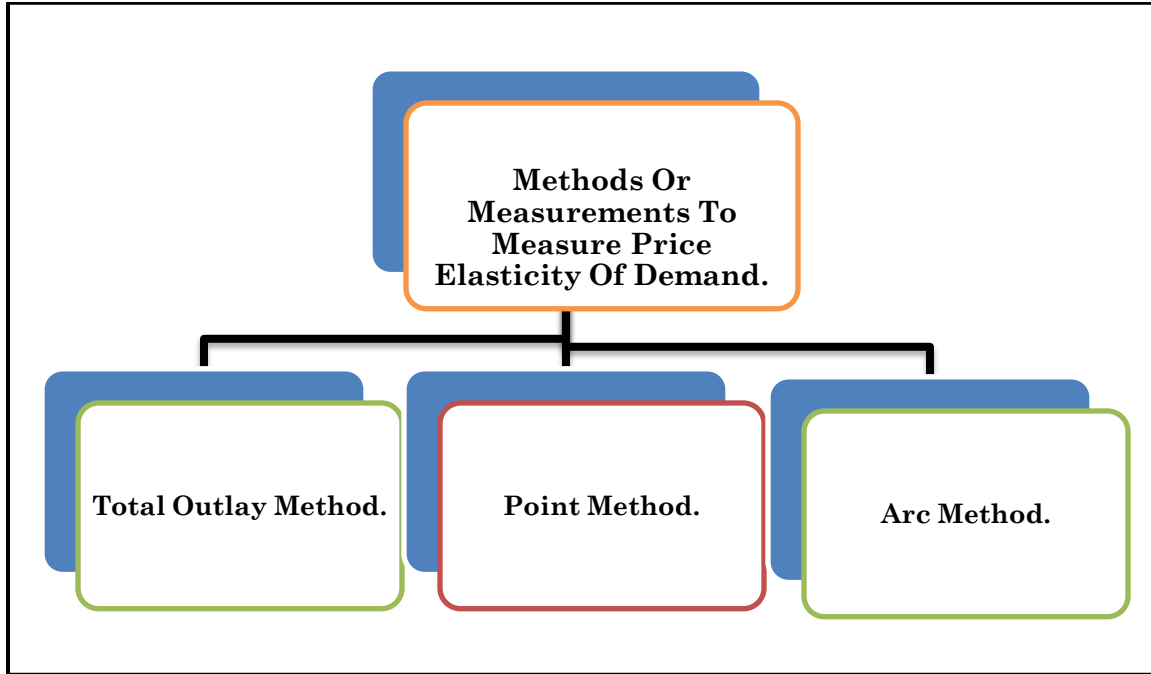 Methods Or
Measurements To
Measure Price
Elasticity Of Demand.
Total Outlay Method.
Point Method.
Arc Method.